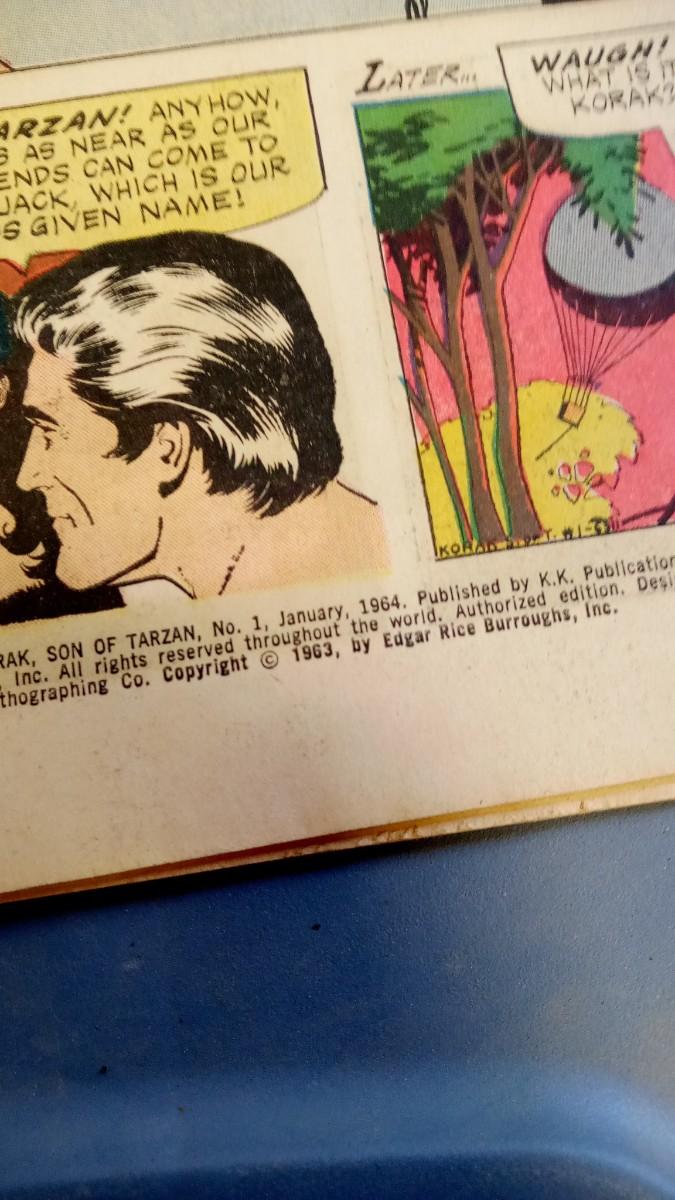 ARZAN! ANYHOW,
S AS NEAR AS OUR
ENDS CAN COME TO
JACK, WHICH IS OUR
S GIVEN NAME!
LATER...
WAUGH!
WHAT IS IT
KORAK?
RAK, SON OF TARZAN, No. 1, January, 1964. Published by K.K. Publication
, Inc. All rights reserved throughout the world. Authorized edition. Desi
thographing Co. Copyright © 1963, by Edgar Rice Burroughs, Inc.